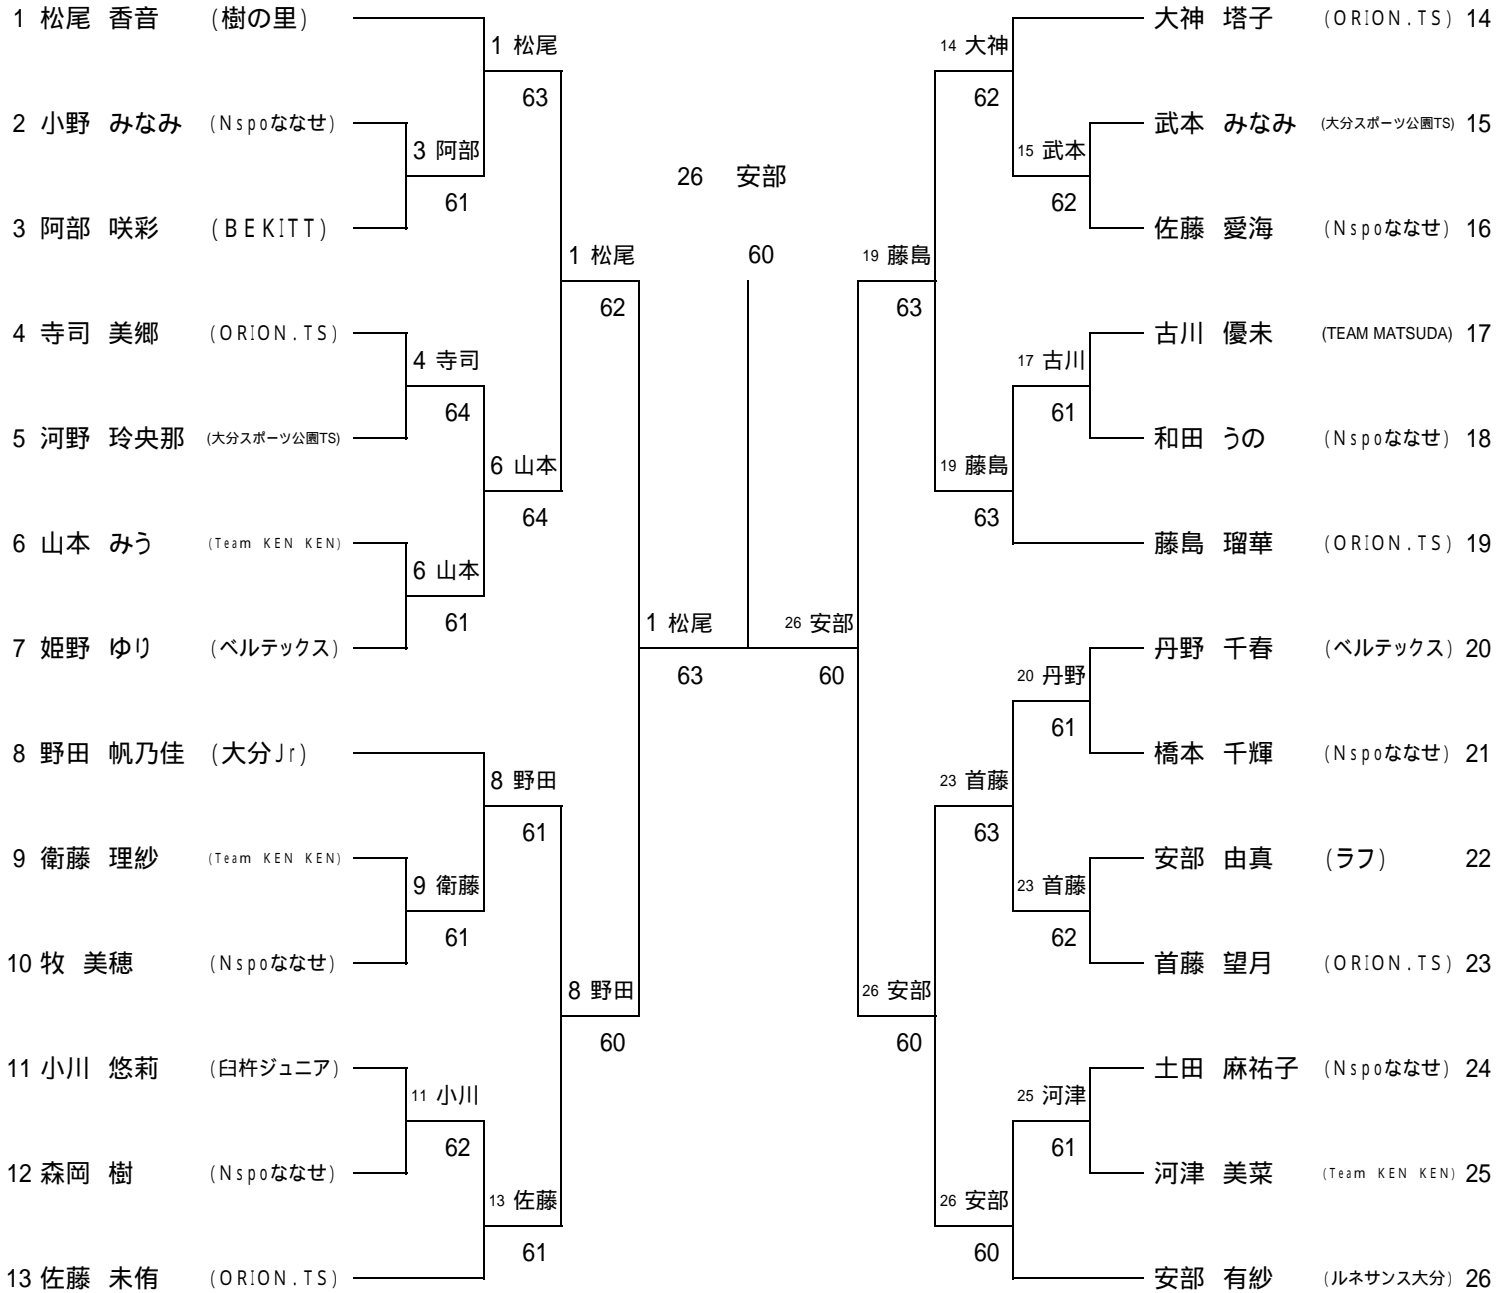 1 松尾 香音 (樹の里)
2 小野 みなみ (Nspoななせ)
3 阿部 咲彩 (BEKITT)
4 寺司 美郷 (ORION.TS)
5 河野 玲央那 (大分スポーツ公園TS)
6 山本 みう (Team KEN KEN)
7 姫野 ゆり (ベルテックス)
8 野田 帆乃佳 (大分Jr)
9 衛藤 理紗 (Team KEN KEN)
10 牧 美穂 (Nspoななせ)
11 小川 悠莉 (臼杵ジュニア)
12 森岡 樹 (Nspoななせ)
13 佐藤 未侑 (ORION.TS)
3 阿部
61
4 寺司
64
6 山本
61
9 衛藤
61
11 小川
62
1 松尾
63
6 山本
64
8 野田
61
13 佐藤
61
1 松尾
62
8 野田
60
1 松尾
63
26 安部
60
26 安部
60
19 藤島
63
26 安部
60
14 大神
62
19 藤島
63
23 首藤
63
26 安部
60
15 武本
62
17 古川
61
20 丹野
61
23 首藤
62
25 河津
61
大神 塔子 (ORION.TS) 14
武本 みなみ (大分スポーツ公園TS) 15
佐藤 愛海 (Nspoななせ) 16
古川 優未 (TEAM MATSUDA) 17
和田 うの (Nspoななせ) 18
藤島 瑠華 (ORION.TS) 19
丹野 千春 (ベルテックス) 20
橋本 千輝 (Nspoななせ) 21
安部 由真 (ラフ) 22
首藤 望月 (ORION.TS) 23
土田 麻祐子 (Nspoななせ) 24
河津 美菜 (Team KEN KEN) 25
安部 有紗 (ルネサンス大分) 26